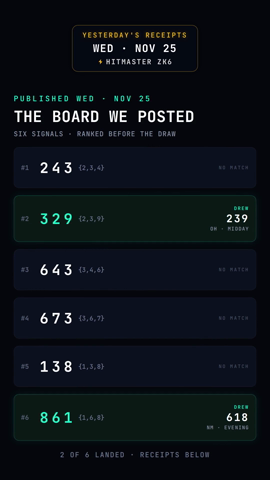 YESTERDAY'S RECEIPTS
WED · NOV 25
⚡HITMASTER ZK6
PUBLISHED WED · NOV 25
THE BOARD WE POSTED
SIX SIGNALS · RANKED BEFORE THE DRAW
#1 243 {2,3,4} NO MATCH
#2 329 {2,3,9} DREW
239
OH · MIDDAY
#3 643 {3,4,6} NO MATCH
#4 673 {3,6,7} NO MATCH
#5 138 {1,3,8} NO MATCH
#6 861 {1,6,8} DREW
618
NM · EVENING
2 OF 6 LANDED · RECEIPTS BELOW